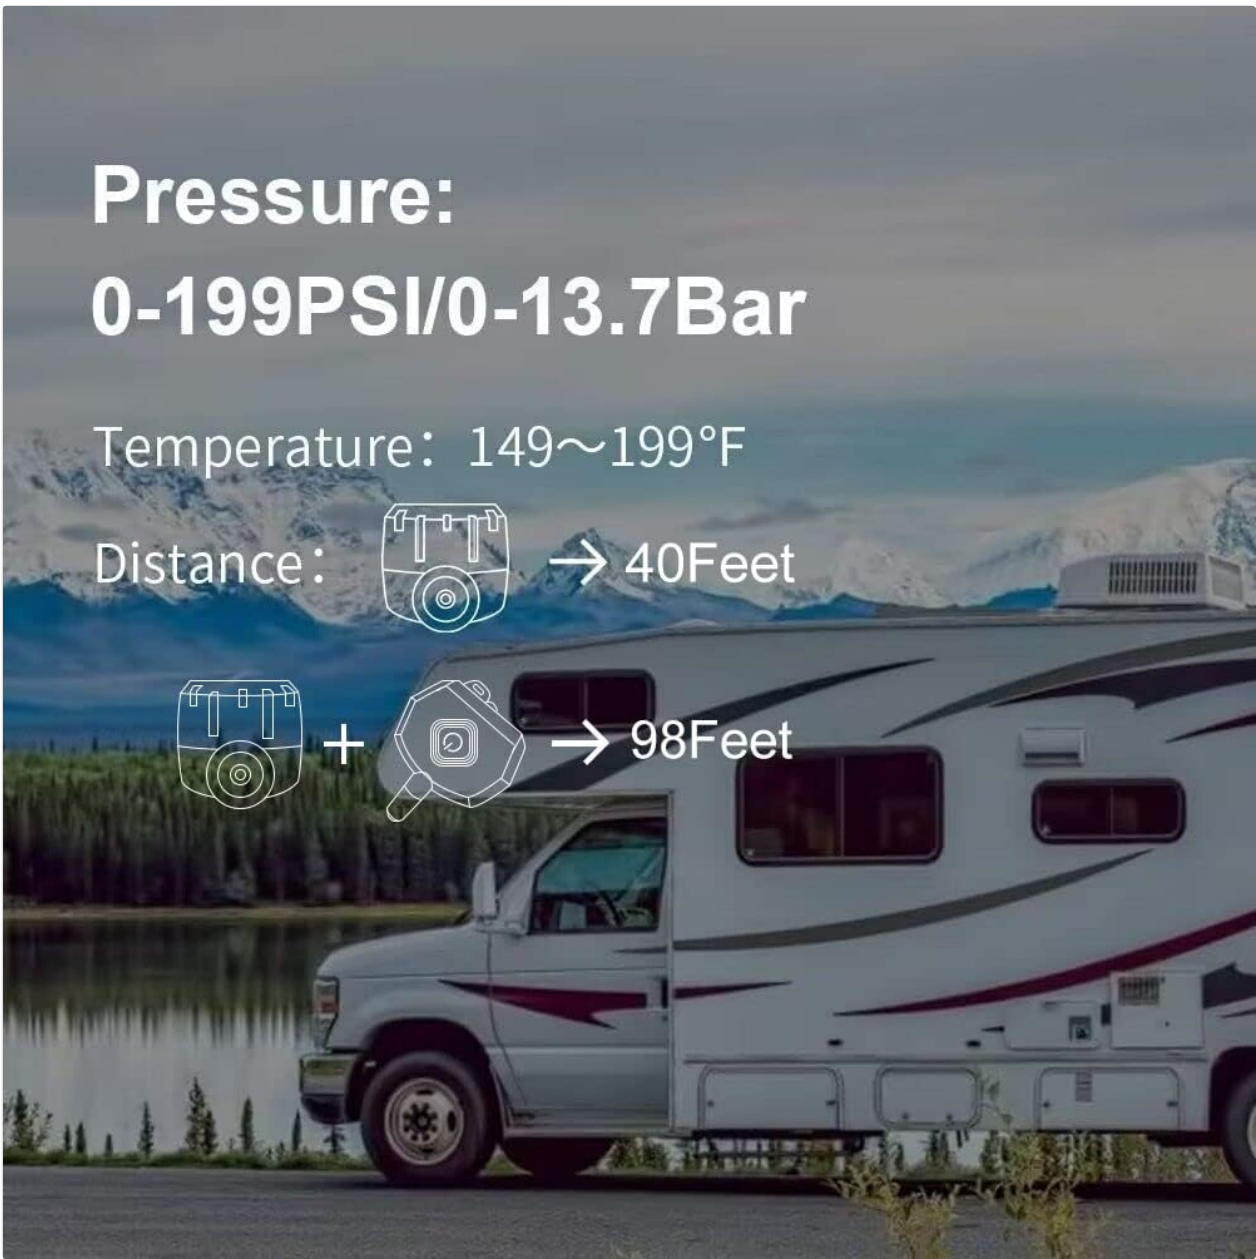 Pressure:
0-199PSI/0-13.7Bar
Temperature：149～199°F
Distance： → 40Feet
+ → 98Feet